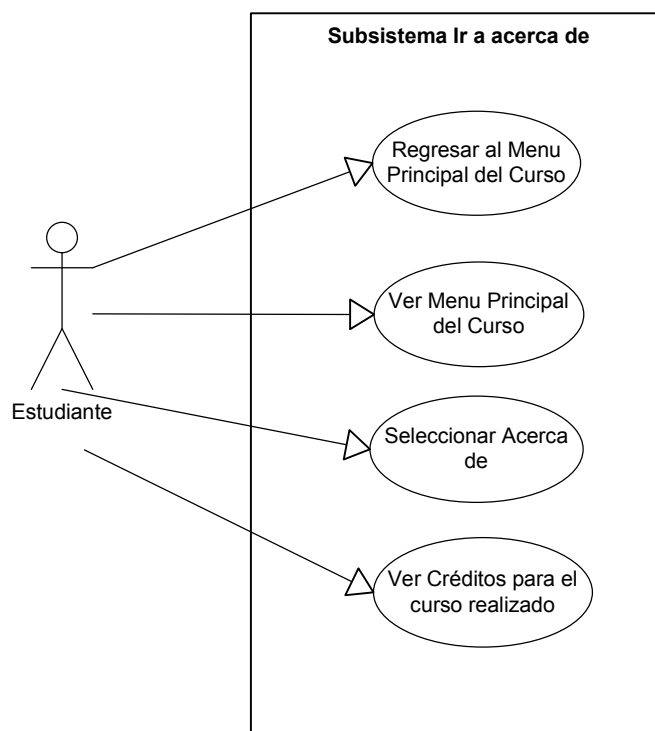 Subsistema Ir a acerca de
Regresar al Menu
Principal del Curso
Ver Menu Principal
del Curso
Estudiante
Seleccionar Acerca
de
Ver Créditos para el
curso realizado